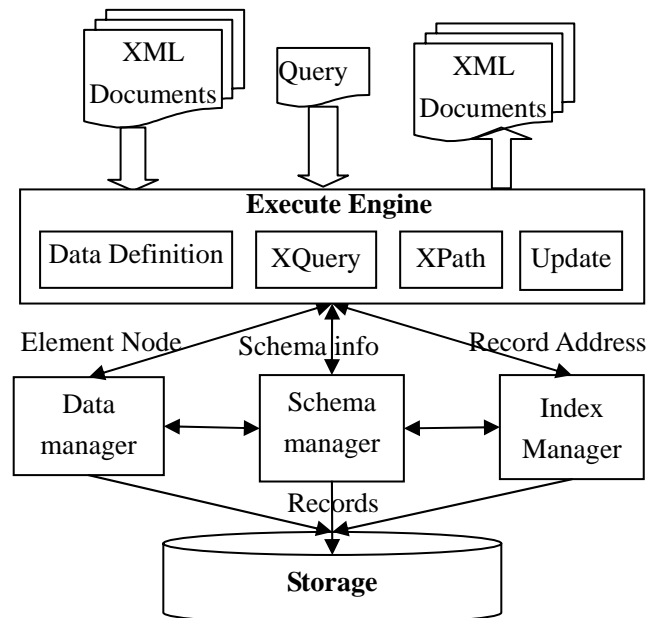 XML
Documents
Query
XML
Documents
Execute Engine
Data Definition
XQuery
XPath
Update
Element Node
Schema info
Record Address
Data
manager
Schema
manager
Index
Manager
Records
Storage